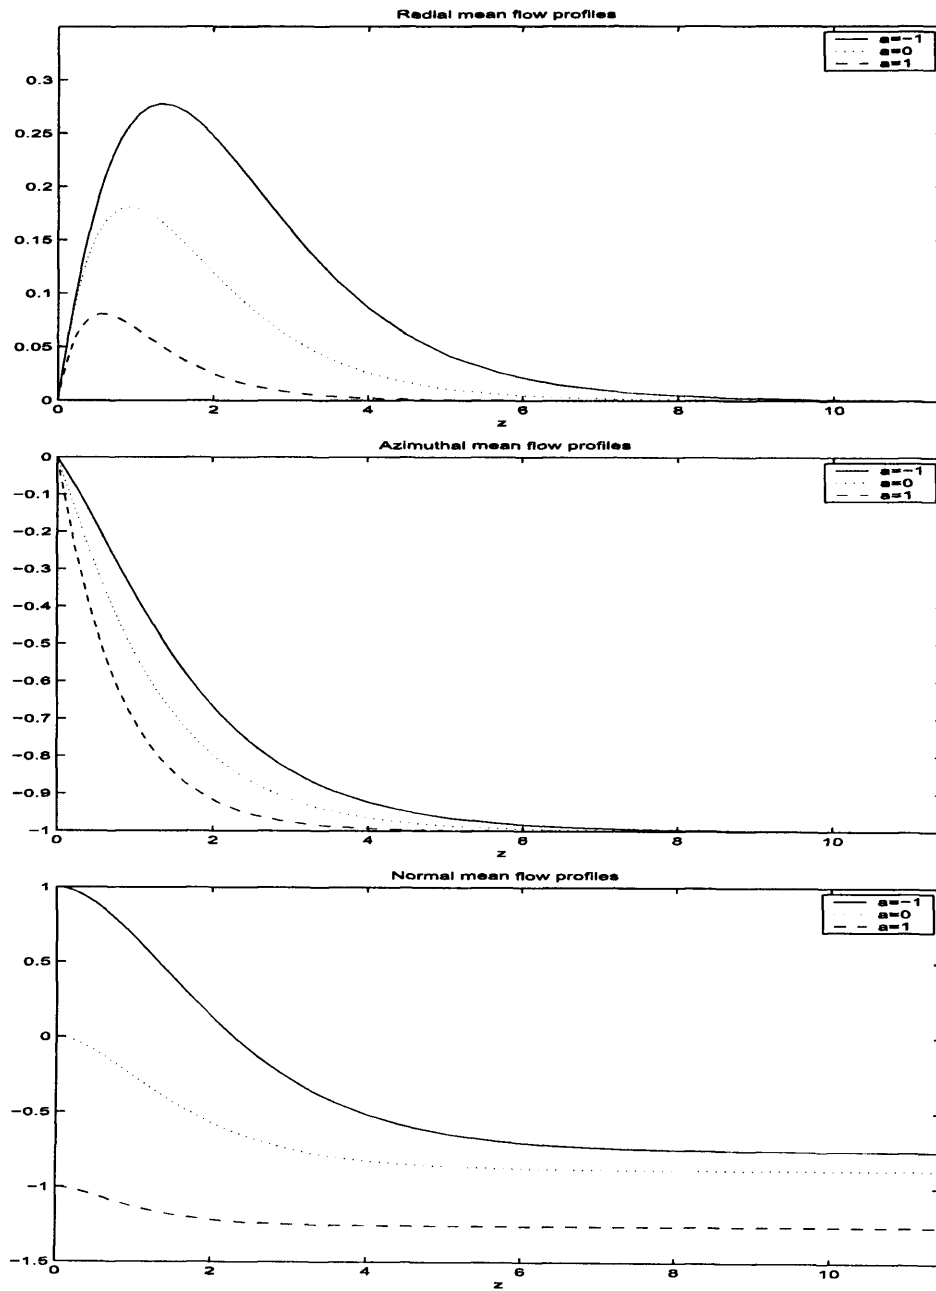 Radial mean flow profiles
a=−1
a=0
a=1
0.3
0.25
0.2
0.15
0.1
0.05
0
0 2 4 6 8 10
z
Azimuthal mean flow profiles
a=−1
a=0
a=1
0
−0.1
−0.2
−0.3
−0.4
−0.5
−0.6
−0.7
−0.8
−0.9
−1
0 2 4 6 8 10
z
Normal mean flow profiles
a=−1
a=0
a=1
1
0.5
0
−0.5
−1
−1.5
0 2 4 6 8 10
z